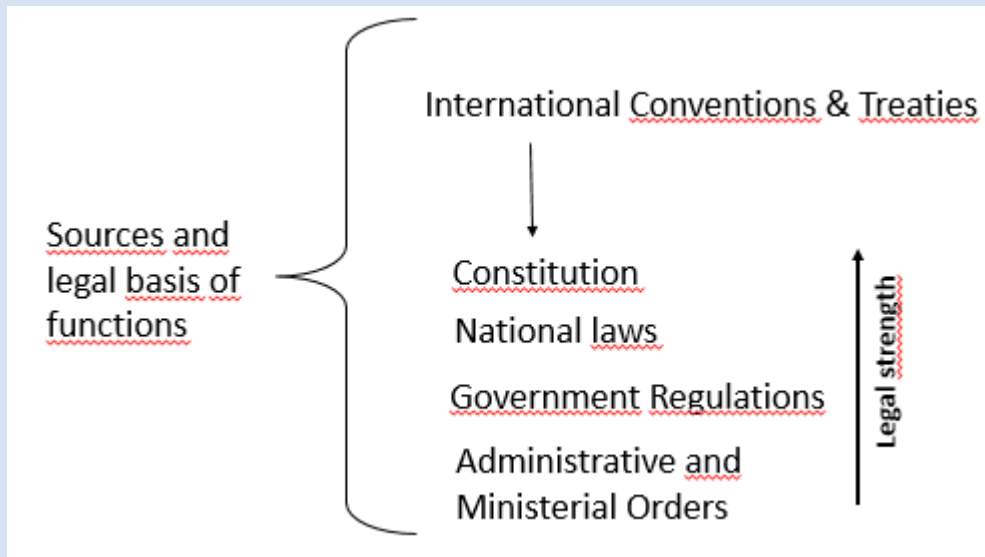 International Conventions & Treaties
Sources and
legal basis of
functions
Constitution
National laws
Government Regulations
Administrative and
Ministerial Orders
Legal strength